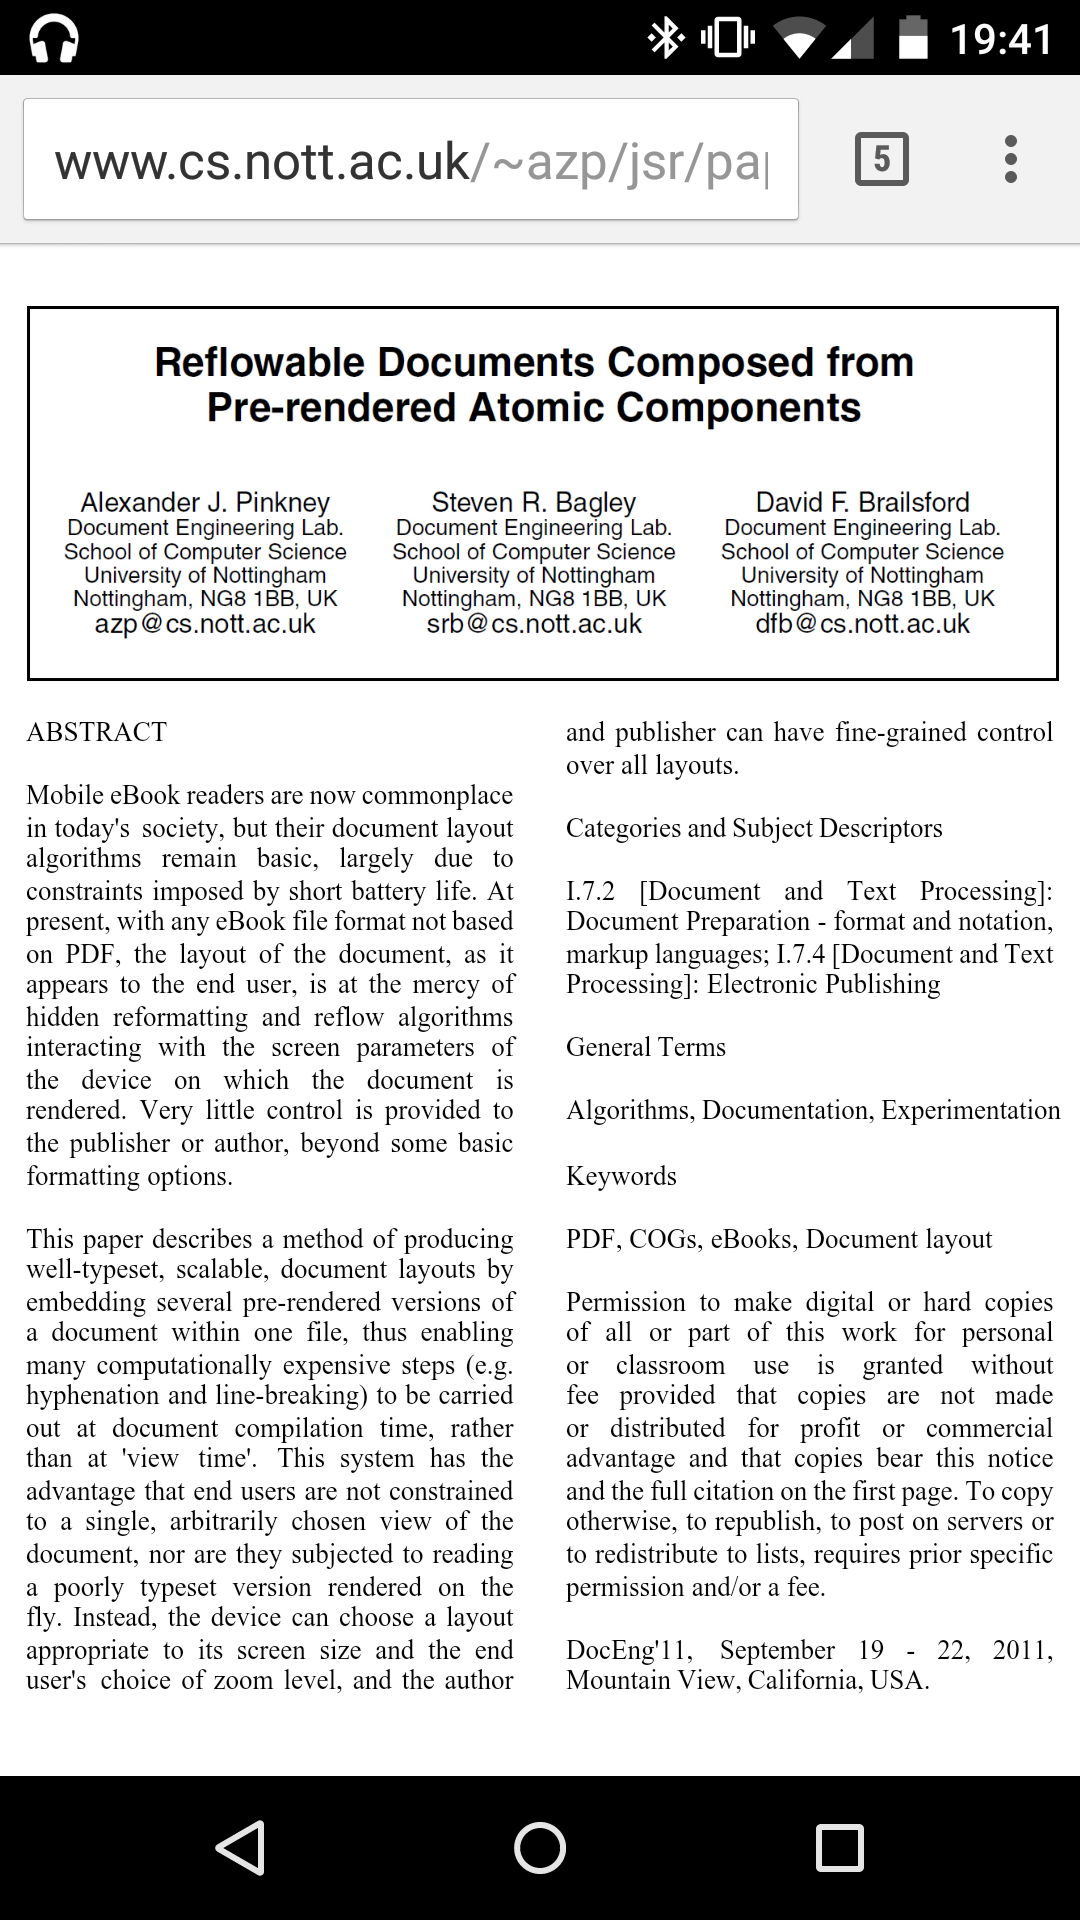 19:41
www.cs.nott.ac.uk/~azp/jsr/pa
5
Reflowable Documents Composed from
Pre-rendered Atomic Components
Alexander J. Pinkney
Document Engineering Lab.
School of Computer Science
University of Nottingham
Nottingham, NG8 1BB, UK
azp@cs.nott.ac.uk
Steven R. Bagley
Document Engineering Lab.
School of Computer Science
University of Nottingham
Nottingham, NG8 1BB, UK
srb@cs.nott.ac.uk
David F. Brailsford
Document Engineering Lab.
School of Computer Science
University of Nottingham
Nottingham, NG8 1BB, UK
dfb@cs.nott.ac.uk
ABSTRACT
Mobile eBook readers are now commonplace
in today's society, but their document layout
algorithms remain basic, largely due to
constraints imposed by short battery life. At
present, with any eBook file format not based
on PDF, the layout of the document, as it
appears to the end user, is at the mercy of
hidden reformatting and reflow algorithms
interacting with the screen parameters of
the device on which the document is
rendered. Very little control is provided to
the publisher or author, beyond some basic
formatting options.
This paper describes a method of producing
well-typeset, scalable, document layouts by
embedding several pre-rendered versions of
a document within one file, thus enabling
many computationally expensive steps (e.g.
hyphenation and line-breaking) to be carried
out at document compilation time, rather
than at 'view time'. This system has the
advantage that end users are not constrained
to a single, arbitrarily chosen view of the
document, nor are they subjected to reading
a poorly typeset version rendered on the
fly. Instead, the device can choose a layout
appropriate to its screen size and the end
user's choice of zoom level, and the author
and publisher can have fine-grained control
over all layouts.
Categories and Subject Descriptors
I.7.2 [Document and Text Processing]:
Document Preparation - format and notation,
markup languages; I.7.4 [Document and Text
Processing]: Electronic Publishing
General Terms
Algorithms, Documentation, Experimentation
Keywords
PDF, COGs, eBooks, Document layout
Permission to make digital or hard copies
of all or part of this work for personal
or classroom use is granted without
fee provided that copies are not made
or distributed for profit or commercial
advantage and that copies bear this notice
and the full citation on the first page. To copy
otherwise, to republish, to post on servers or
to redistribute to lists, requires prior specific
permission and/or a fee.
DocEng'11, September 19 - 22, 2011,
Mountain View, California, USA.